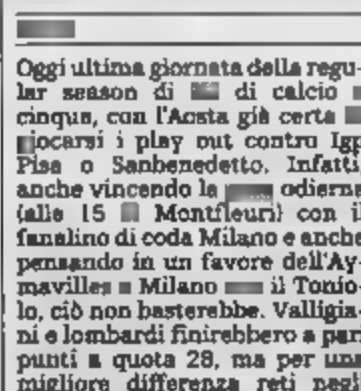 Oggi ultima giornata della regu-
lar season di di calcio
cinque, con l'Aosta già certa
giocarsi i play out contro
Pisa o Sanbenedetto. Infatti
anche vincendo la odierna
(alle 15 Montfleuri) con il
fanalino di coda Milano e anche
pensando in un favore dell'Ay-
mavilles Milano il Tonio-
lo, ciò non basterebbe. Valligia-
ni e lombardi finirebbero a pari
punti a quota 28, ma per una
migliore differenza reti